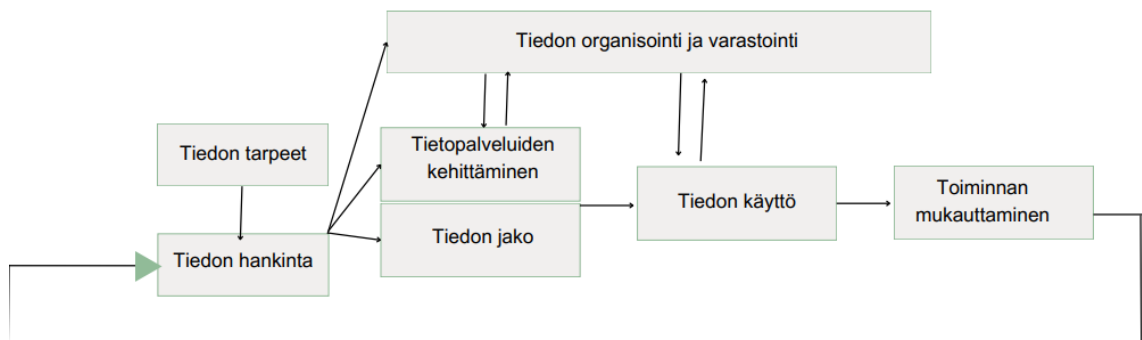 Tiedon organisointi ja varastointi
Tiedon tarpeet
Tietopalveluiden
kehittäminen
Tiedon hankinta
Tiedon jako
Tiedon käyttö
Toiminnan
mukauttaminen